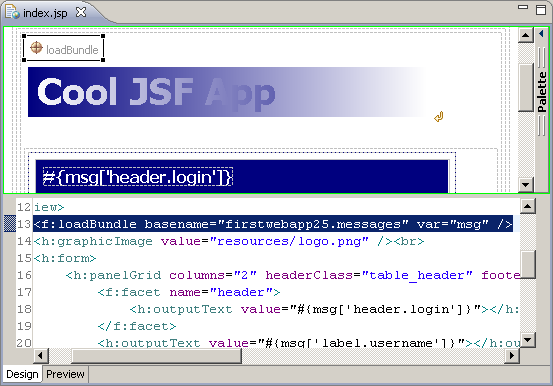 index.jsp
loadBundle
Cool JSF App
Palette
#{msg['header.login']}
12 iew>
13 <f:loadBundle basename="firstwebapp25.messages" var="msg" />
14 <h:graphicImage value="resources/logo.png" /><br>
15 <h:form>
16 <h:panelGrid columns="2" headerClass="table_header" foote
17 <f:facet name="header">
18 <h:outputText value="#{msg['header.login']}"></h:
19 </f:facet>
20 <h:outputText value="#{msg['label.username']}"></h:ou
Design Preview